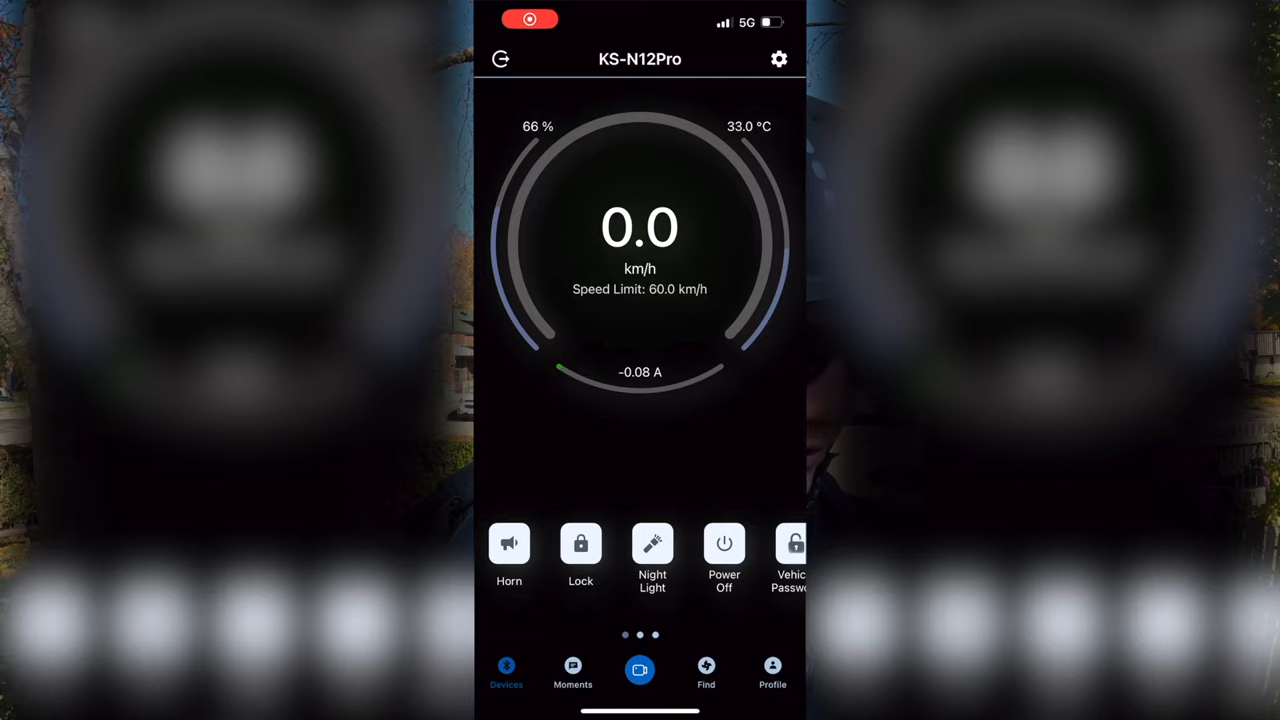 5G
KS-N12Pro
66 %
33.0 °C
0.0
km/h
Speed Limit: 60.0 km/h
-0.08 A
Horn
Lock
Night
Light
Power
Off
Vehic
Passwo
Devices
Moments
Find
Profile